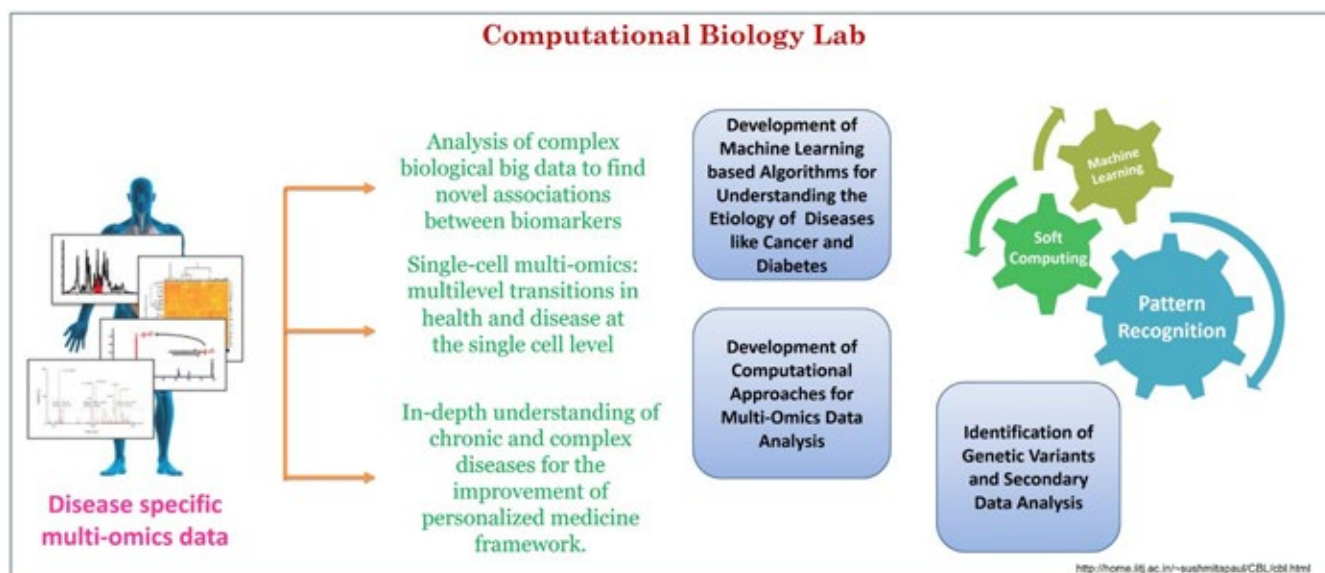 Computational Biology Lab
Analysis of complex
biological big data to find
novel associations
between biomarkers
Single-cell multi-omics:
multilevel transitions in
health and disease at
the single cell level
In-depth understanding of
chronic and complex
diseases for the
improvement of
personalized medicine
framework.
Disease specific
multi-omics data
Development of
Machine Learning
based Algorithms for
Understanding the
Etiology of Diseases
like Cancer and
Diabetes
Development of
Computational
Approaches for
Multi-Omics Data
Analysis
Machine
Learning
Soft
Computing
Pattern
Recognition
Identification of
Genetic Variants
and Secondary
Data Analysis
http://home.iitj.ac.in/~sushmitapaul/CBL/cbl.html